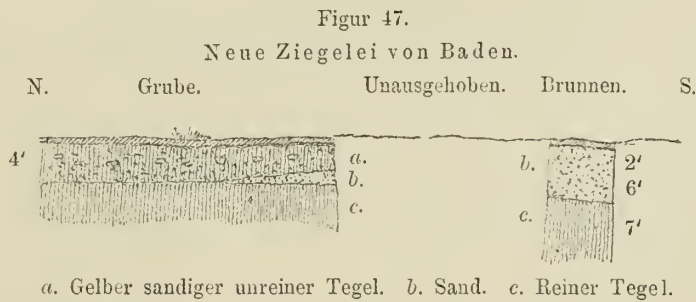 Figur 47.
Neue Ziegelei von Baden.
N. Grube. Unausgehoben. Brunnen. S.
4' a. b. 2'
b. 6'
c. c. 7'
a. Gelber sandiger unreiner Tegel. b. Sand. c. Reiner Tegel.